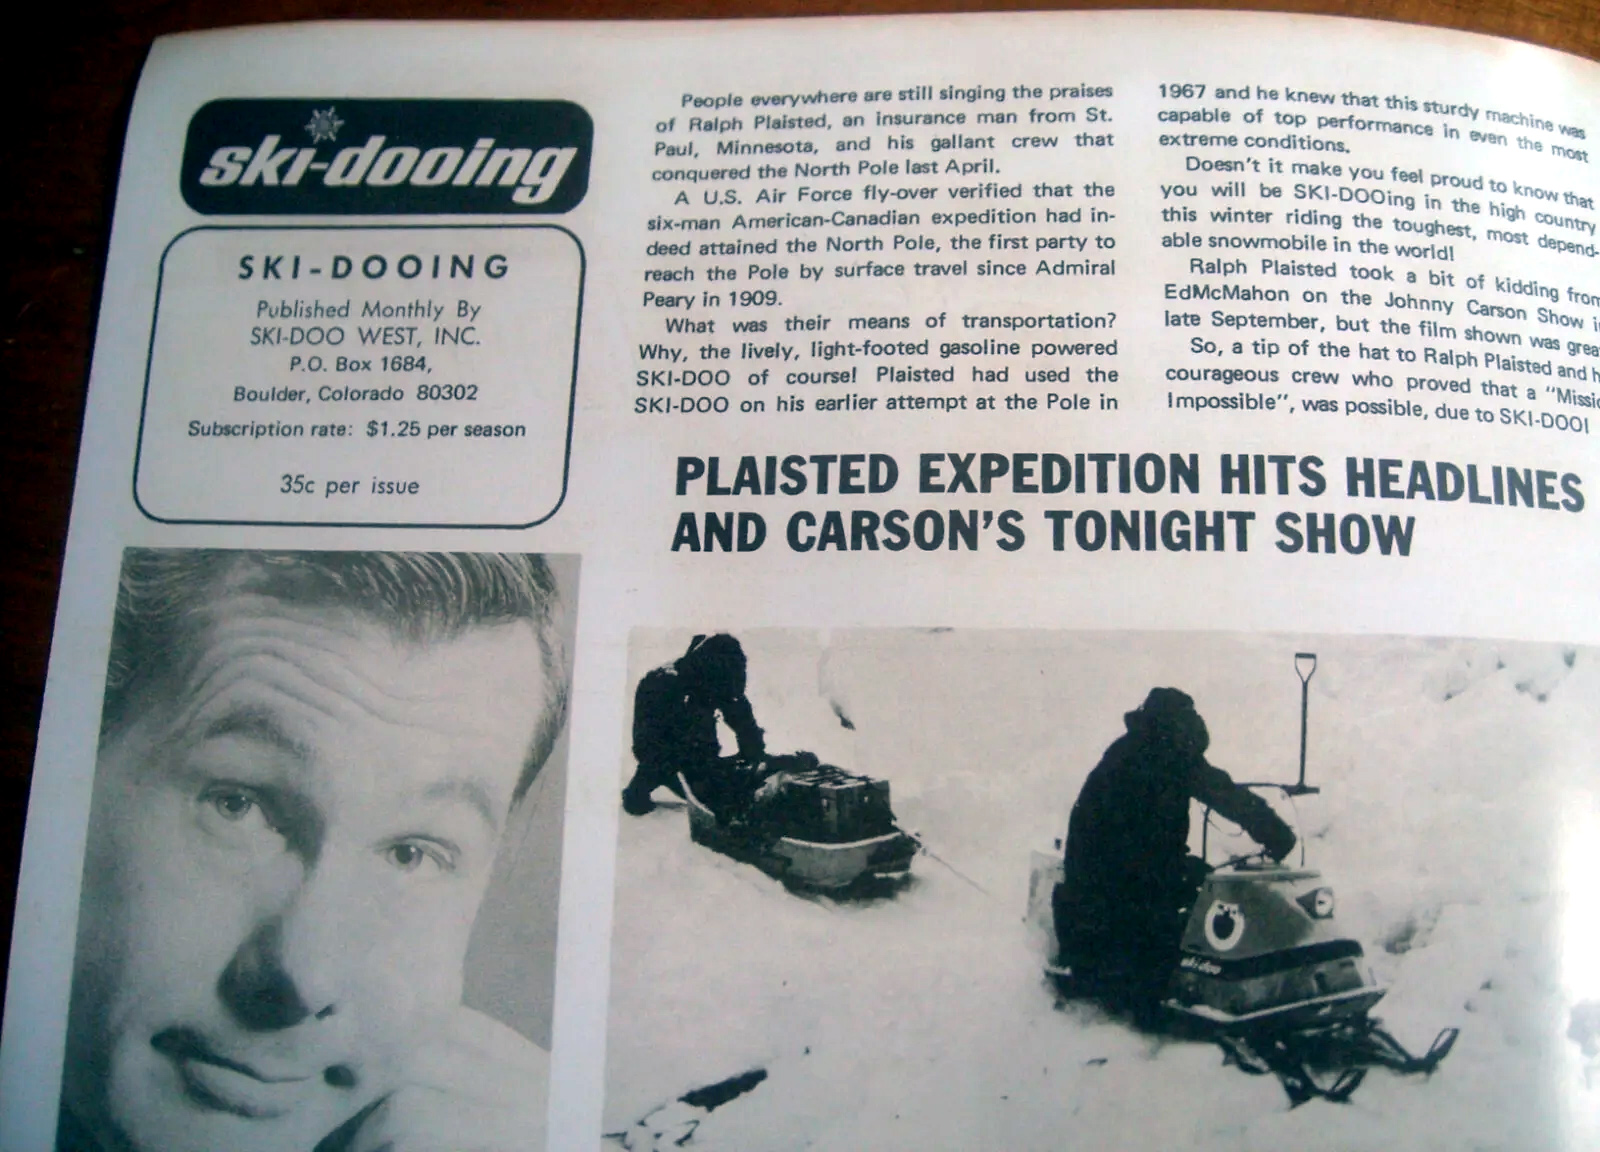 ski-dooing
SKI-DOOING
Published Monthly By
SKI-DOO WEST, INC.
P.O. Box 1684,
Boulder, Colorado 80302
Subscription rate: $1.25 per season
35c per issue
People everywhere are still singing the praises
of Ralph Plaisted, an insurance man from St.
Paul, Minnesota, and his gallant crew that
conquered the North Pole last April.
A U.S. Air Force fly-over verified that the
six-man American-Canadian expedition had in-
deed attained the North Pole, the first party to
reach the Pole by surface travel since Admiral
Peary in 1909.
What was their means of transportation?
Why, the lively, light-footed gasoline powered
SKI-DOO of course! Plaisted had used the
SKI-DOO on his earlier attempt at the Pole in
1967 and he knew that this sturdy machine was
capable of top performance in even the most
extreme conditions.
Doesn't it make you feel proud to know that
you will be SKI-DOOing in the high country
this winter riding the toughest, most depend-
able snowmobile in the world!
Ralph Plaisted took a bit of kidding from
EdMcMahon on the Johnny Carson Show
late September, but the film shown was
So, a tip of the hat to Ralph Plaisted and
courageous crew who proved that a
Impossible", was possible, due to SKI-DOO!
PLAISTED EXPEDITION HITS HEADLINES
AND CARSON'S TONIGHT SHOW
ski-doo